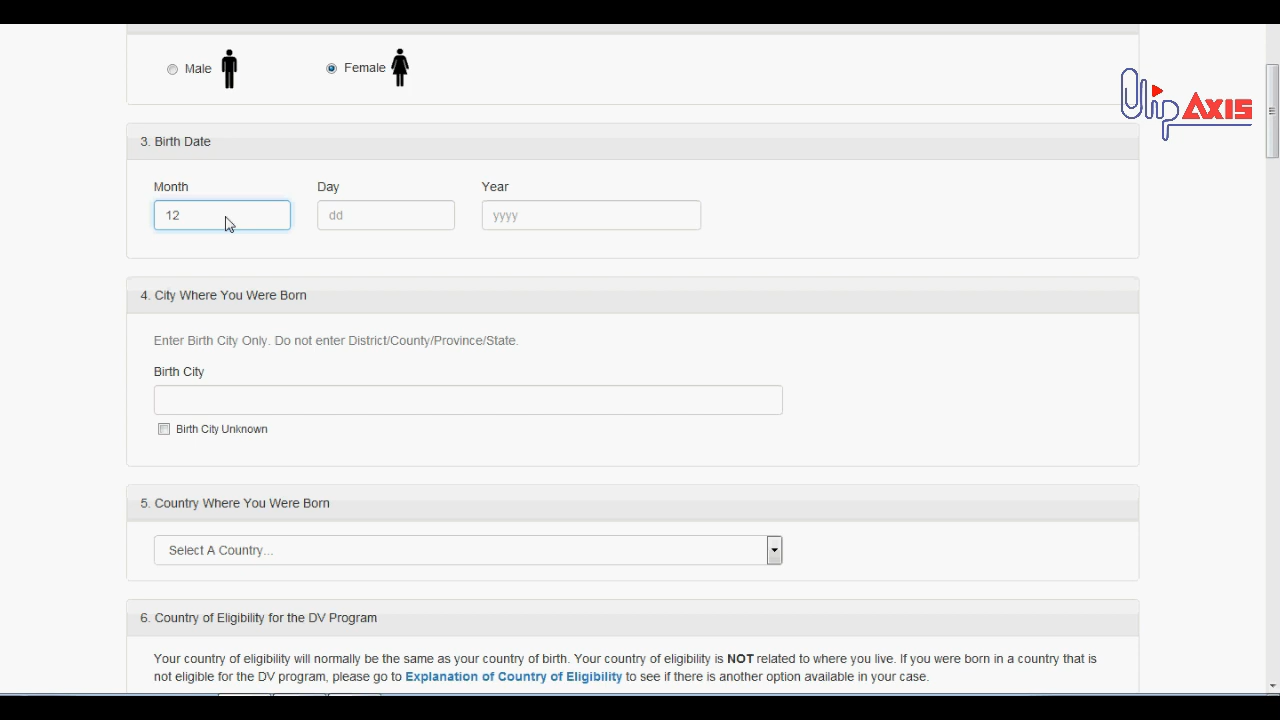 Male
Female
Ulip AXIS
3. Birth Date
Month
Day
Year
12
dd
yyyy
4. City Where You Were Born
Enter Birth City Only. Do not enter District/County/Province/State.
Birth City
Birth City Unknown
5. Country Where You Were Born
Select A Country...
6. Country of Eligibility for the DV Program
Your country of eligibility will normally be the same as your country of birth. Your country of eligibility is NOT related to where you live. If you were born in a country that is
not eligible for the DV program, please go to Explanation of Country of Eligibility to see if there is another option available in your case.